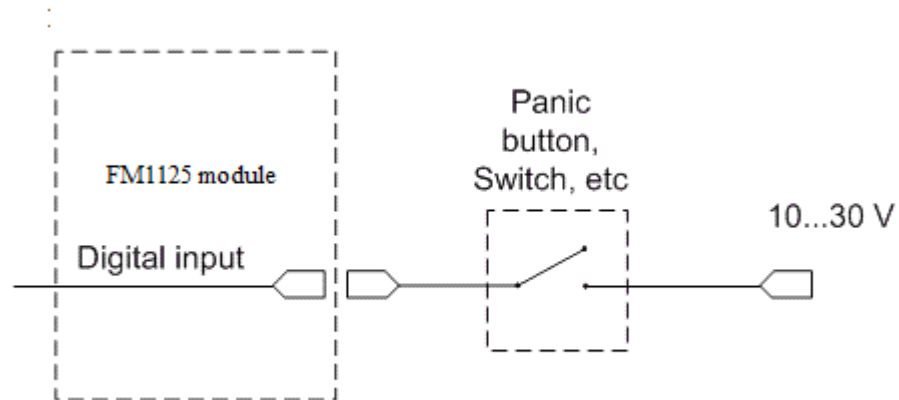 Panic
button,
Switch, etc
FM1125 module
10...30 V
Digital input